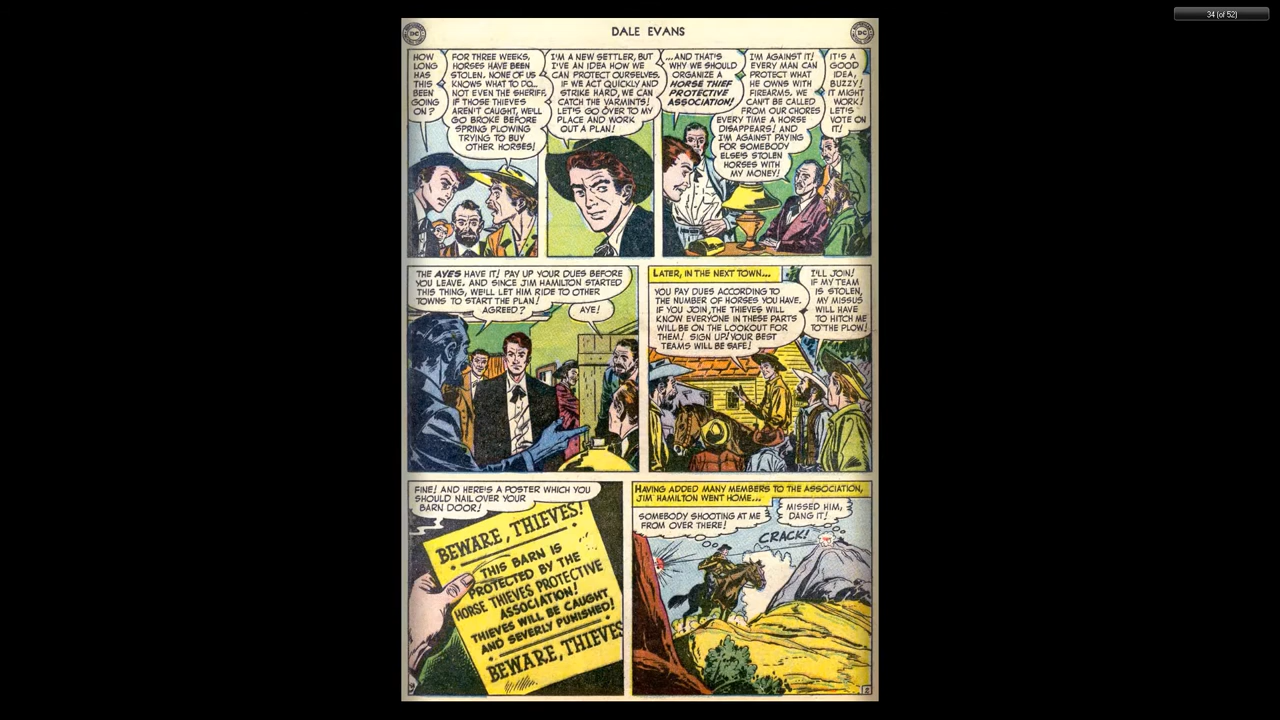 34 (of 52)
DC
DALE EVANS
DC
HOW
LONG
HAS
THIS
BEEN
GOING
ON?
FOR THREE WEEKS,
HORSES HAVE BEEN
STOLEN. NONE OF US
KNOWS WHAT TO DO...
NOT EVEN THE SHERIFF.
IF THOSE THIEVES
AREN'T CAUGHT, WE'LL
GO BROKE BEFORE
SPRING PLOWING
TRYING TO BUY
OTHER HORSES!
I'M A NEW SETTLER, BUT
I'VE AN IDEA HOW WE
CAN PROTECT OURSELVES.
IF WE ACT QUICKLY AND
STRIKE HARD, WE CAN
CATCH THE VARMINTS!
LET'S GO OVER TO MY
PLACE AND WORK
OUT A PLAN!
...AND THAT'S
WHY WE SHOULD
ORGANIZE A
HORSE THIEF
PROTECTIVE
ASSOCIATION!
I'M AGAINST IT!
EVERY MAN CAN
PROTECT WHAT
HE OWNS WITH
FIREARMS. WE
CAN'T BE CALLED
FROM OUR CHORES
EVERY TIME A HORSE
DISAPPEARS! AND
I'M AGAINST PAYING
FOR SOMEBODY
ELSE'S STOLEN
HORSES WITH
MY MONEY!
IT'S A
GOOD
IDEA,
BUZZY!
IT MIGHT
WORK!
LET'S
VOTE ON
IT!
THE AYES HAVE IT! PAY UP YOUR DUES BEFORE
YOU LEAVE. AND SINCE JIM HAMILTON STARTED
THIS THING, WE'LL LET HIM RIDE TO OTHER
TOWNS TO START THE PLAN!
AGREED?
AYE!
LATER, IN THE NEXT TOWN...
YOU PAY DUES ACCORDING TO
THE NUMBER OF HORSES YOU HAVE.
IF YOU JOIN, THE THIEVES WILL
KNOW EVERYONE IN THESE PARTS
WILL BE ON THE LOOKOUT FOR
THEM! SIGN UP! YOUR BEST
TEAMS WILL BE SAFE!
I'LL JOIN!
IF MY TEAM
IS STOLEN,
MY MISSUS
WILL HAVE
TO HITCH ME
TO THE PLOW!
FINE! AND HERE'S A POSTER WHICH YOU
SHOULD NAIL OVER YOUR
BARN DOOR!
BEWARE, THIEVES!
THIS BARN IS
PROTECTED BY THE
HORSE THIEVES PROTECTIVE
ASSOCIATION!
THIEVES WILL BE CAUGHT
AND SEVERLY PUNISHED!
BEWARE, THIEVES
HAVING ADDED MANY MEMBERS TO THE ASSOCIATION,
JIM HAMILTON WENT HOME...
SOMEBODY SHOOTING AT ME
FROM OVER THERE!
MISSED HIM,
DANG IT!
CRACK!
2